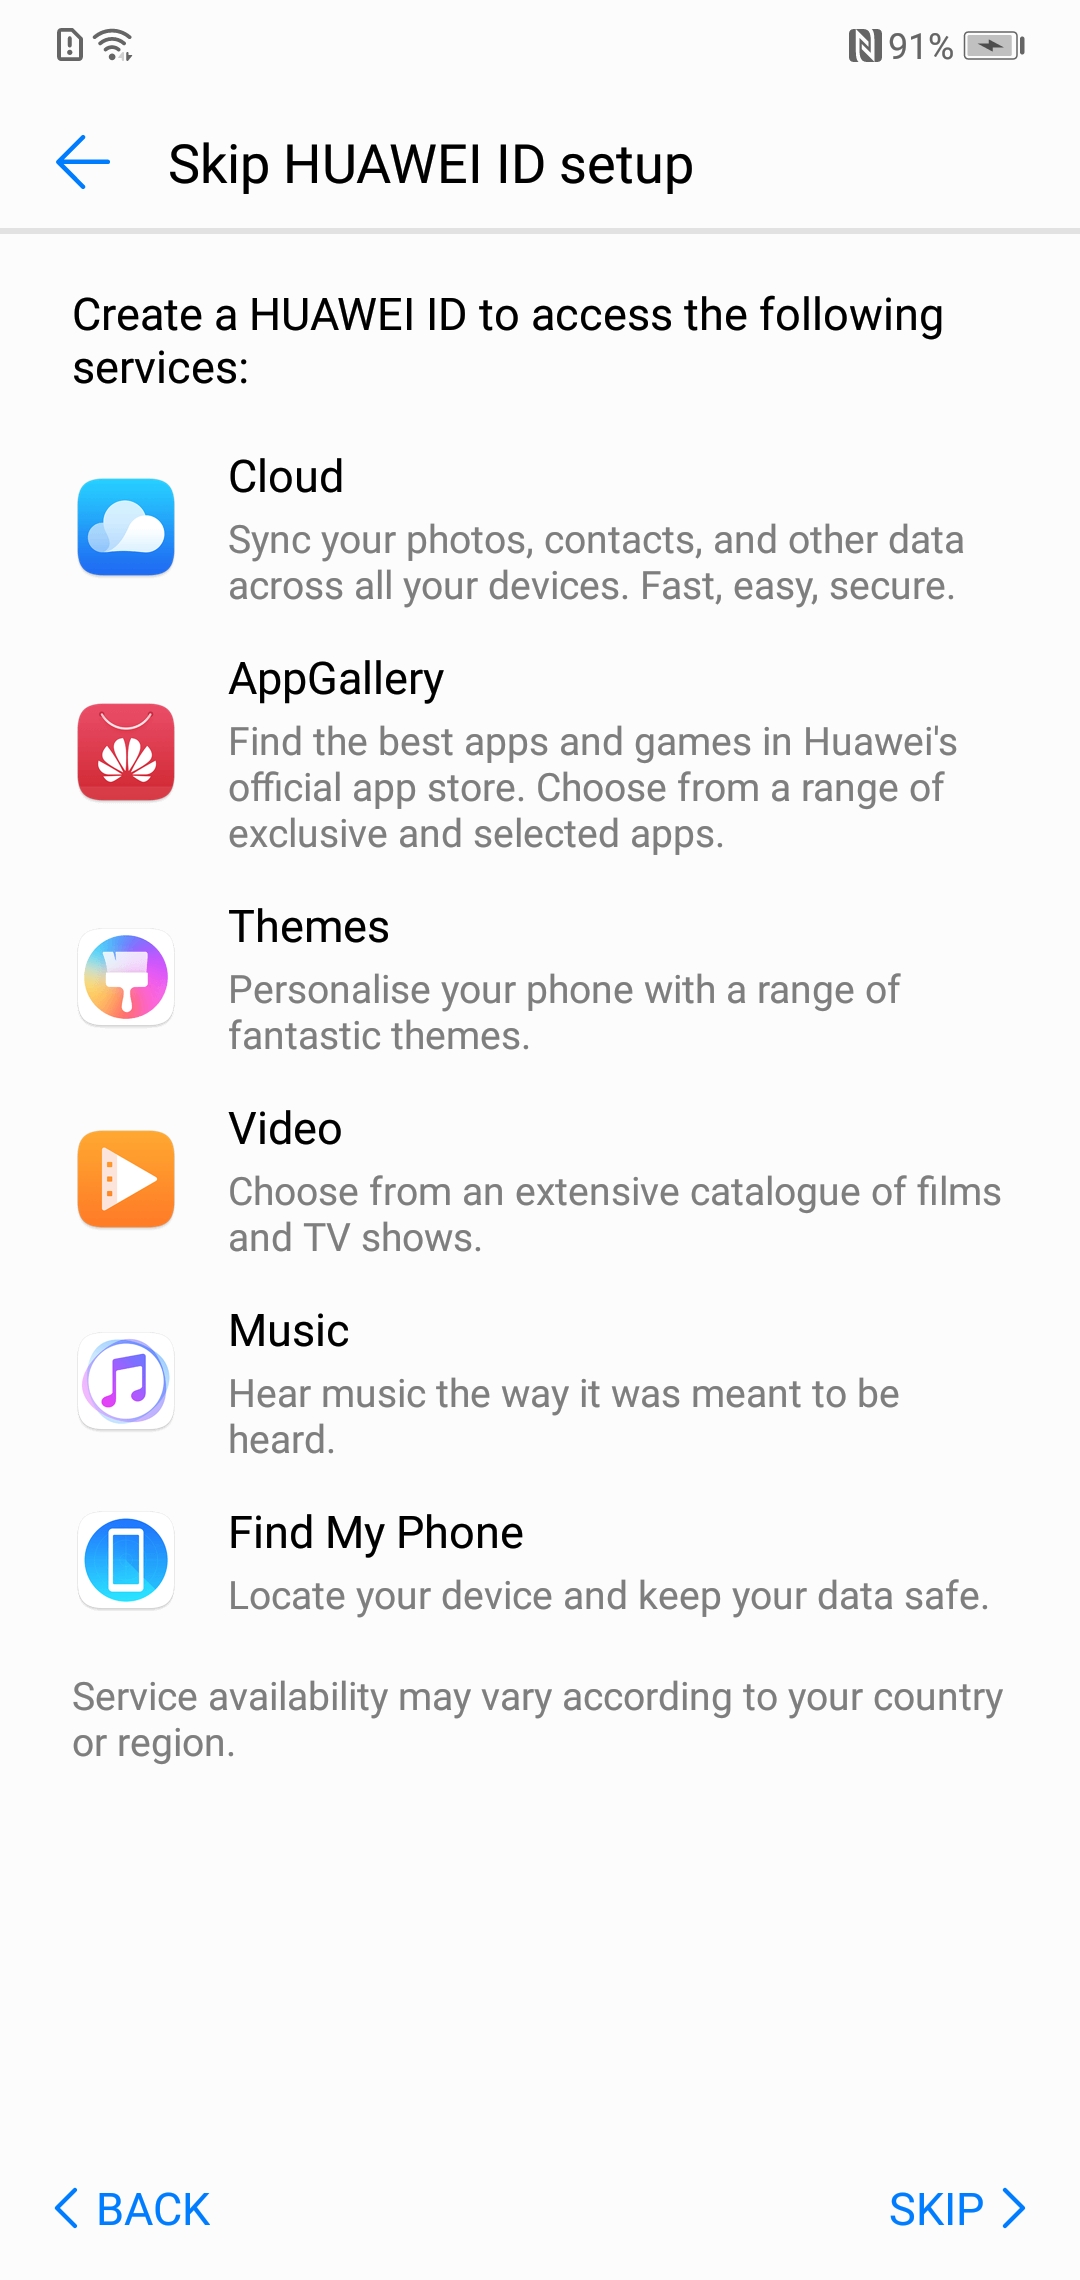 91%
Skip HUAWEI ID setup
Create a HUAWEI ID to access the following
services:
Cloud
Sync your photos, contacts, and other data
across all your devices. Fast, easy, secure.
AppGallery
Find the best apps and games in Huawei's
official app store. Choose from a range of
exclusive and selected apps.
Themes
Personalise your phone with a range of
fantastic themes.
Video
Choose from an extensive catalogue of films
and TV shows.
Music
Hear music the way it was meant to be
heard.
Find My Phone
Locate your device and keep your data safe.
Service availability may vary according to your country
or region.
BACK
SKIP